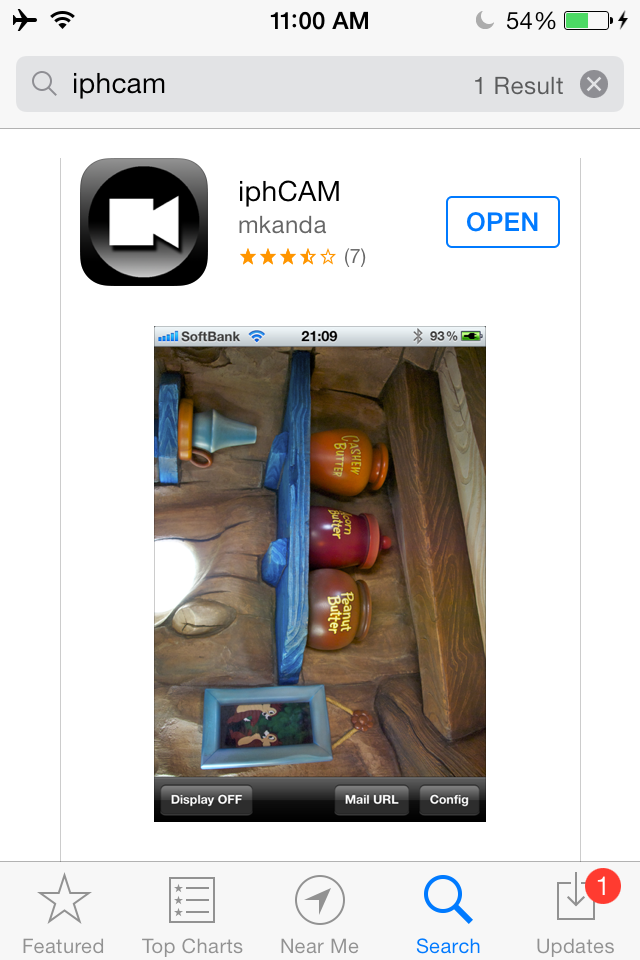 11:00 AM
54%
iphcam
1 Result
iphCAM
mkanda
(7)
OPEN
SoftBank
21:09
93%
CASHEW
BUTTER
Acorn
Butter
Peanut
Butter
Display OFF
Mail URL
Config
1
Featured
Top Charts
Near Me
Search
Updates